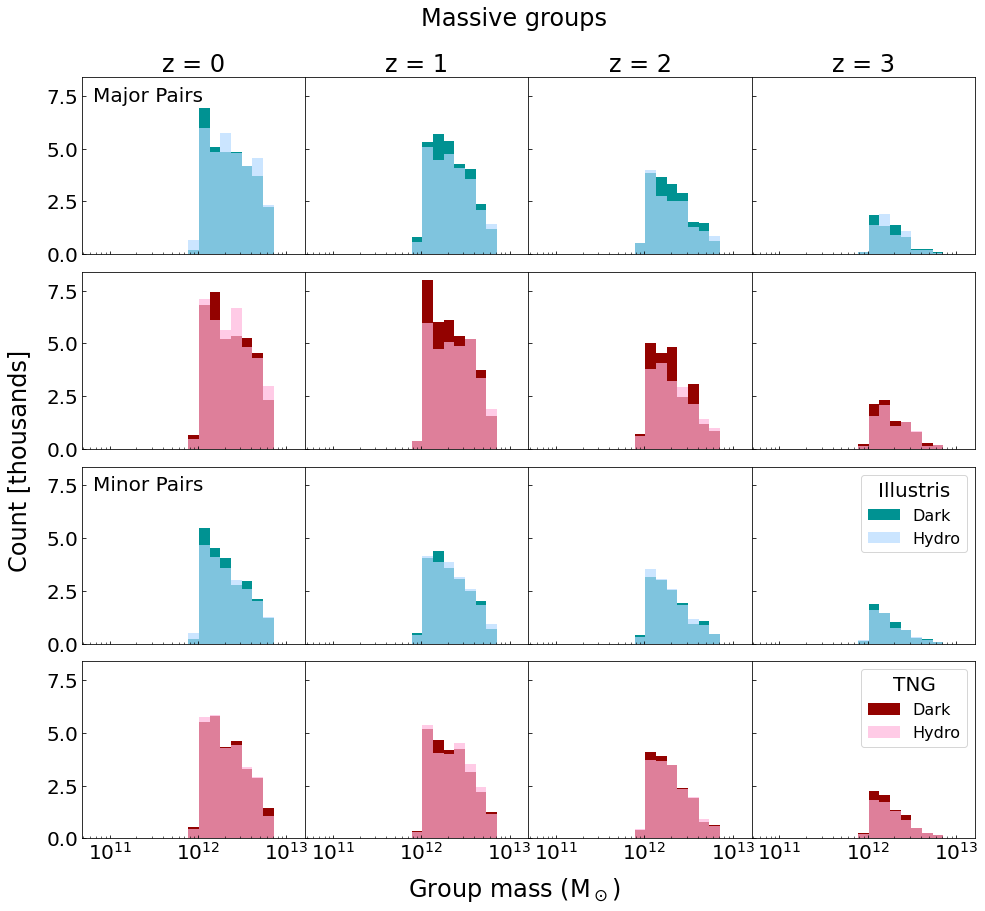 Massive groups
z = 0 z = 1 z = 2 z = 3
Major Pairs
7.5
5.0
2.5
0.0
7.5
5.0
2.5
0.0
Count [thousands]
Minor Pairs
7.5
5.0
2.5
0.0
Illustris
Dark
Hydro
7.5
5.0
2.5
0.0
TNG
Dark
Hydro
10¹¹ 10¹² 10¹³ 10¹¹ 10¹² 10¹³ 10¹¹ 10¹² 10¹³ 10¹¹ 10¹² 10¹³
Group mass (M_⊙)